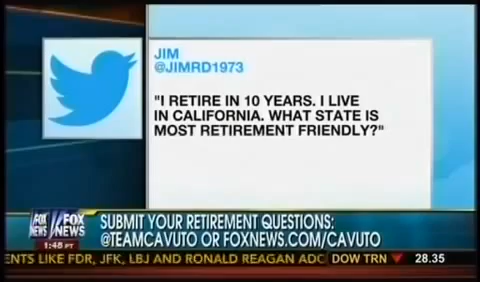 JIM
@JIMRD1973
"I RETIRE IN 10 YEARS. I LIVE
IN CALIFORNIA. WHAT STATE IS
MOST RETIREMENT FRIENDLY?"
FOX
NEWS
FOX
NEWS
1:48 PT
SUBMIT YOUR RETIREMENT QUESTIONS:
@TEAMCAVUTO OR FOXNEWS.COM/CAVUTO
ENTS LIKE FDR, JFK, LBJ AND RONALD REAGAN ADC
DOW TRN ▼ 28.35